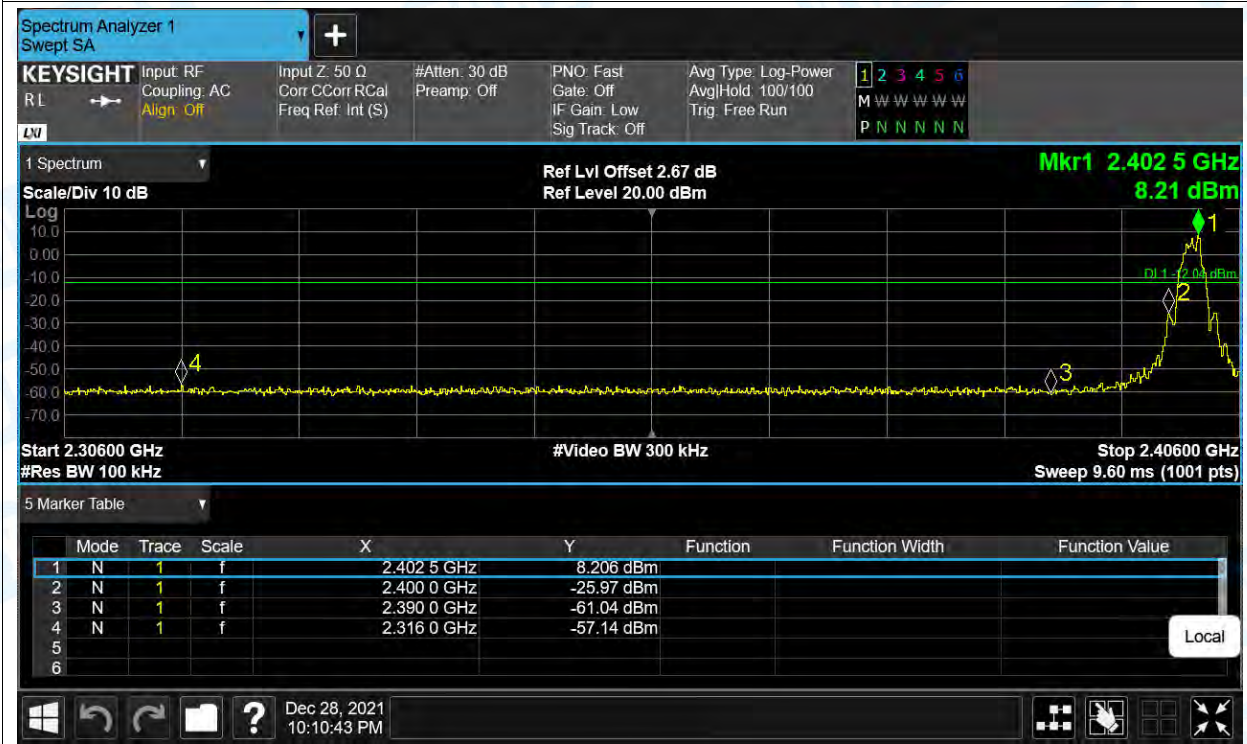 Spectrum Analyzer 1
Swept SA
+
KEYSIGHT Input: RF Input Z: 50 Ω #Atten: 30 dB PNO: Fast Avg Type: Log-Power 1 2 3 4 5 6
R L Coupling: AC Corr CCorr RCal Preamp: Off Gate: Off Avg|Hold: 100/100 M W W W W W
Align: Off Freq Ref: Int (S) IF Gain: Low Trig: Free Run
LXI Sig Track: Off P N N N N N
1 Spectrum Ref Lvl Offset 2.67 dB Mkr1 2.402 5 GHz
Scale/Div 10 dB Ref Level 20.00 dBm 8.21 dBm
Log
10.0 1
0.00
-10.0 DL1 -12.04 dBm
-20.0 2
-30.0
-40.0
-50.0 4 3
-60.0
-70.0
Start 2.30600 GHz #Video BW 300 kHz Stop 2.40600 GHz
#Res BW 100 kHz Sweep 9.60 ms (1001 pts)
5 Marker Table
Mode Trace Scale X Y Function Function Width Function Value
1 N 1 f 2.402 5 GHz 8.206 dBm
2 N 1 f 2.400 0 GHz -25.97 dBm
3 N 1 f 2.390 0 GHz -61.04 dBm
4 N 1 f 2.316 0 GHz -57.14 dBm
5
6
Local
? Dec 28, 2021
10:10:43 PM